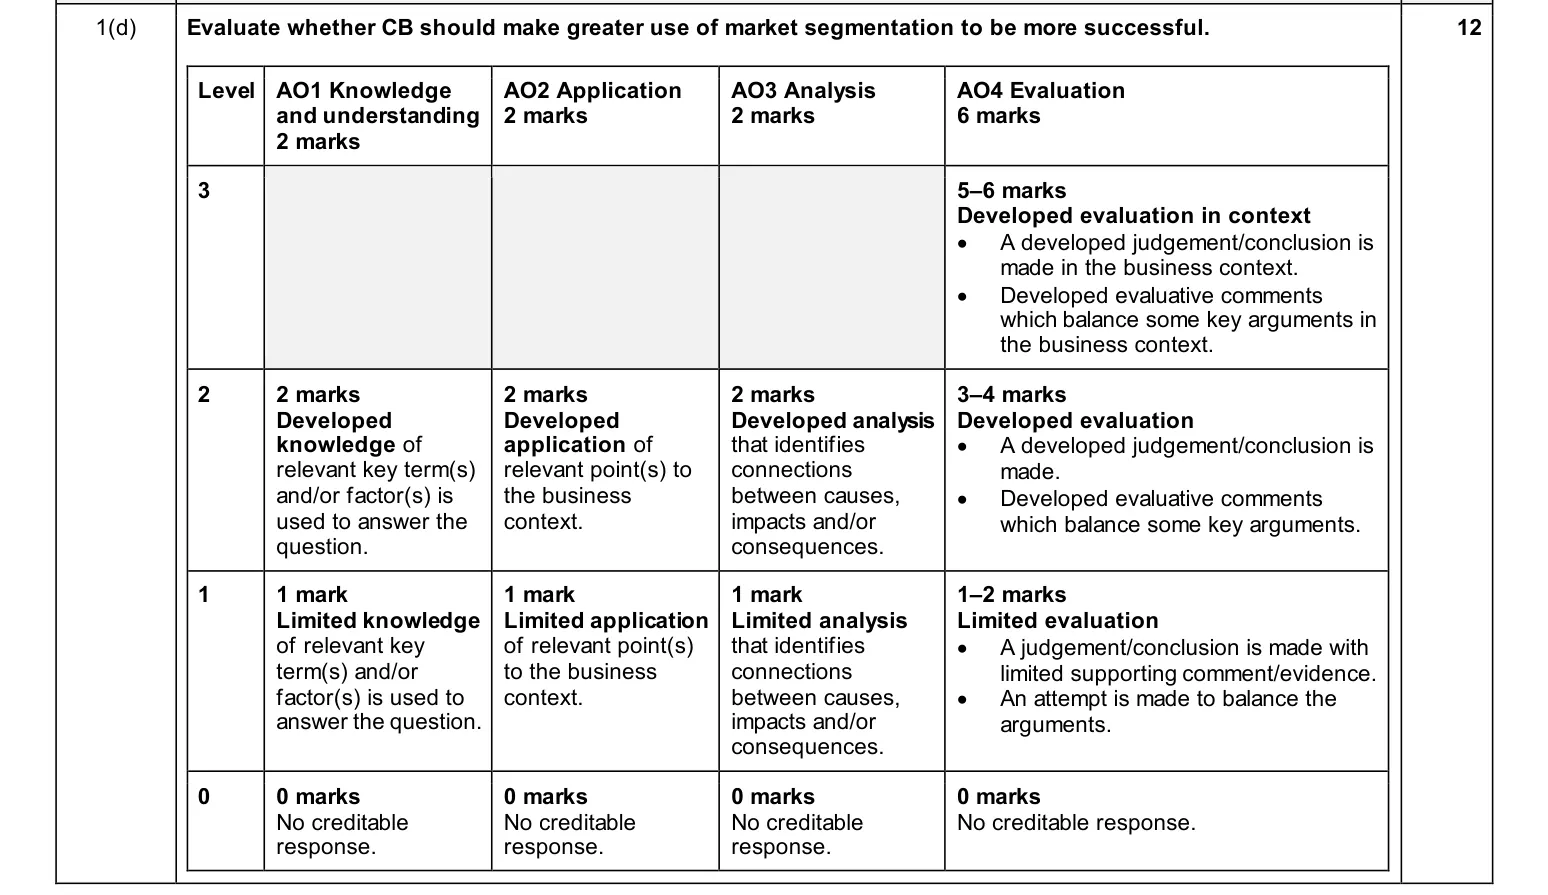 1(d) Evaluate whether CB should make greater use of market segmentation to be more successful. 12
Level
AO1 Knowledge
and understanding
2 marks
AO2 Application
2 marks
AO3 Analysis
2 marks
AO4 Evaluation
6 marks
3
5–6 marks
Developed evaluation in context
• A developed judgement/conclusion is
made in the business context.
• Developed evaluative comments
which balance some key arguments in
the business context.
2
2 marks
Developed
knowledge of
relevant key term(s)
and/or factor(s) is
used to answer the
question.
2 marks
Developed
application of
relevant point(s) to
the business
context.
2 marks
Developed analysis
that identifies
connections
between causes,
impacts and/or
consequences.
3–4 marks
Developed evaluation
• A developed judgement/conclusion is
made.
• Developed evaluative comments
which balance some key arguments.
1
1 mark
Limited knowledge
of relevant key
term(s) and/or
factor(s) is used to
answer the question.
1 mark
Limited application
of relevant point(s)
to the business
context.
1 mark
Limited analysis
that identifies
connections
between causes,
impacts and/or
consequences.
1–2 marks
Limited evaluation
• A judgement/conclusion is made with
limited supporting comment/evidence.
• An attempt is made to balance the
arguments.
0
0 marks
No creditable
response.
0 marks
No creditable
response.
0 marks
No creditable
response.
0 marks
No creditable response.